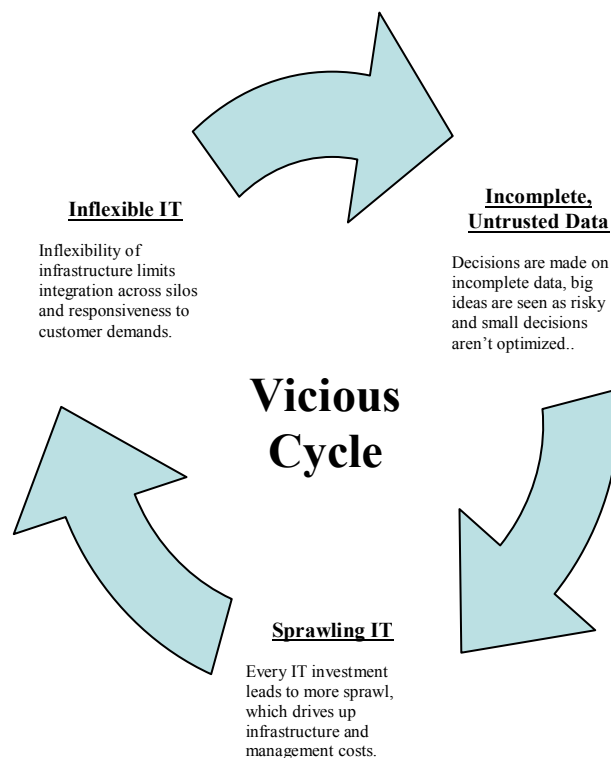 Inflexible IT
Inflexibility of
infrastructure limits
integration across silos
and responsiveness to
customer demands.
Incomplete,
Untrusted Data
Decisions are made on
incomplete data, big
ideas are seen as risky
and small decisions
aren’t optimized..
Vicious
Cycle
Sprawling IT
Every IT investment
leads to more sprawl,
which drives up
infrastructure and
management costs.